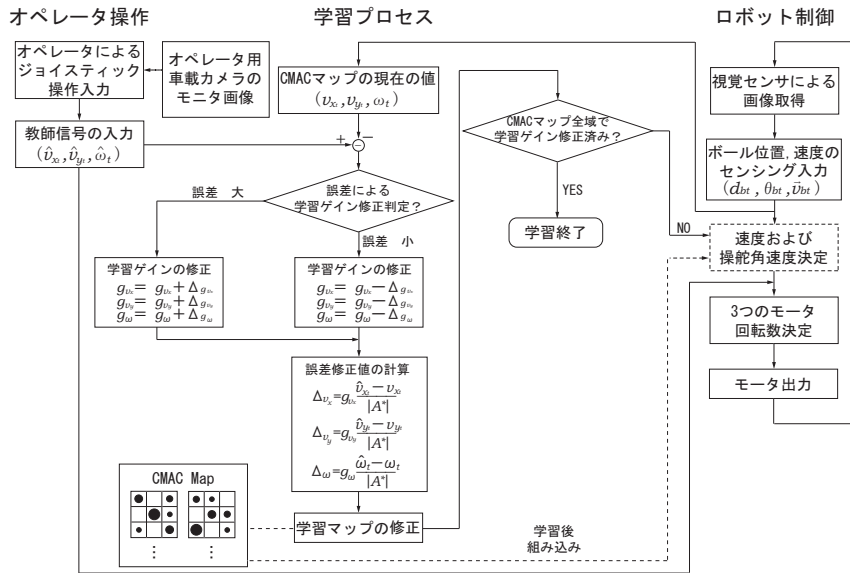 オペレータ操作
学習プロセス
ロボット制御
オペレータによる
ジョイスティック
操作入力
オペレータ用
車載カメラの
モニタ画像
教師信号の入力
(v̂xt, v̂yt, ω̂t)
CMACマップの現在の値
(vxt, vyt, ωt)
+
−
誤差による
学習ゲイン修正判定？
誤差 大
誤差 小
学習ゲインの修正
gvx= gvx+Δgvx
gvy= gvy+Δgvy
gω= gω+Δgω
学習ゲインの修正
gvx= gvx−Δgvx
gvy= gvy−Δgvy
gω= gω−Δgω
誤差修正値の計算
Δvx=gvx (v̂xt−vxt)/|A*|
Δvy=gvy (v̂yt−vyt)/|A*|
Δω=gω (ω̂t−ωt)/|A*|
学習マップの修正
CMAC Map
⋮ ⋮
CMACマップ全域で
学習ゲイン修正済み？
YES
NO
学習終了
学習後
組み込み
視覚センサによる
画像取得
ボール位置,速度の
センシング入力
(dbt, θbt, v⃗bt)
速度および
操舵角速度決定
3つのモータ
回転数決定
モータ出力